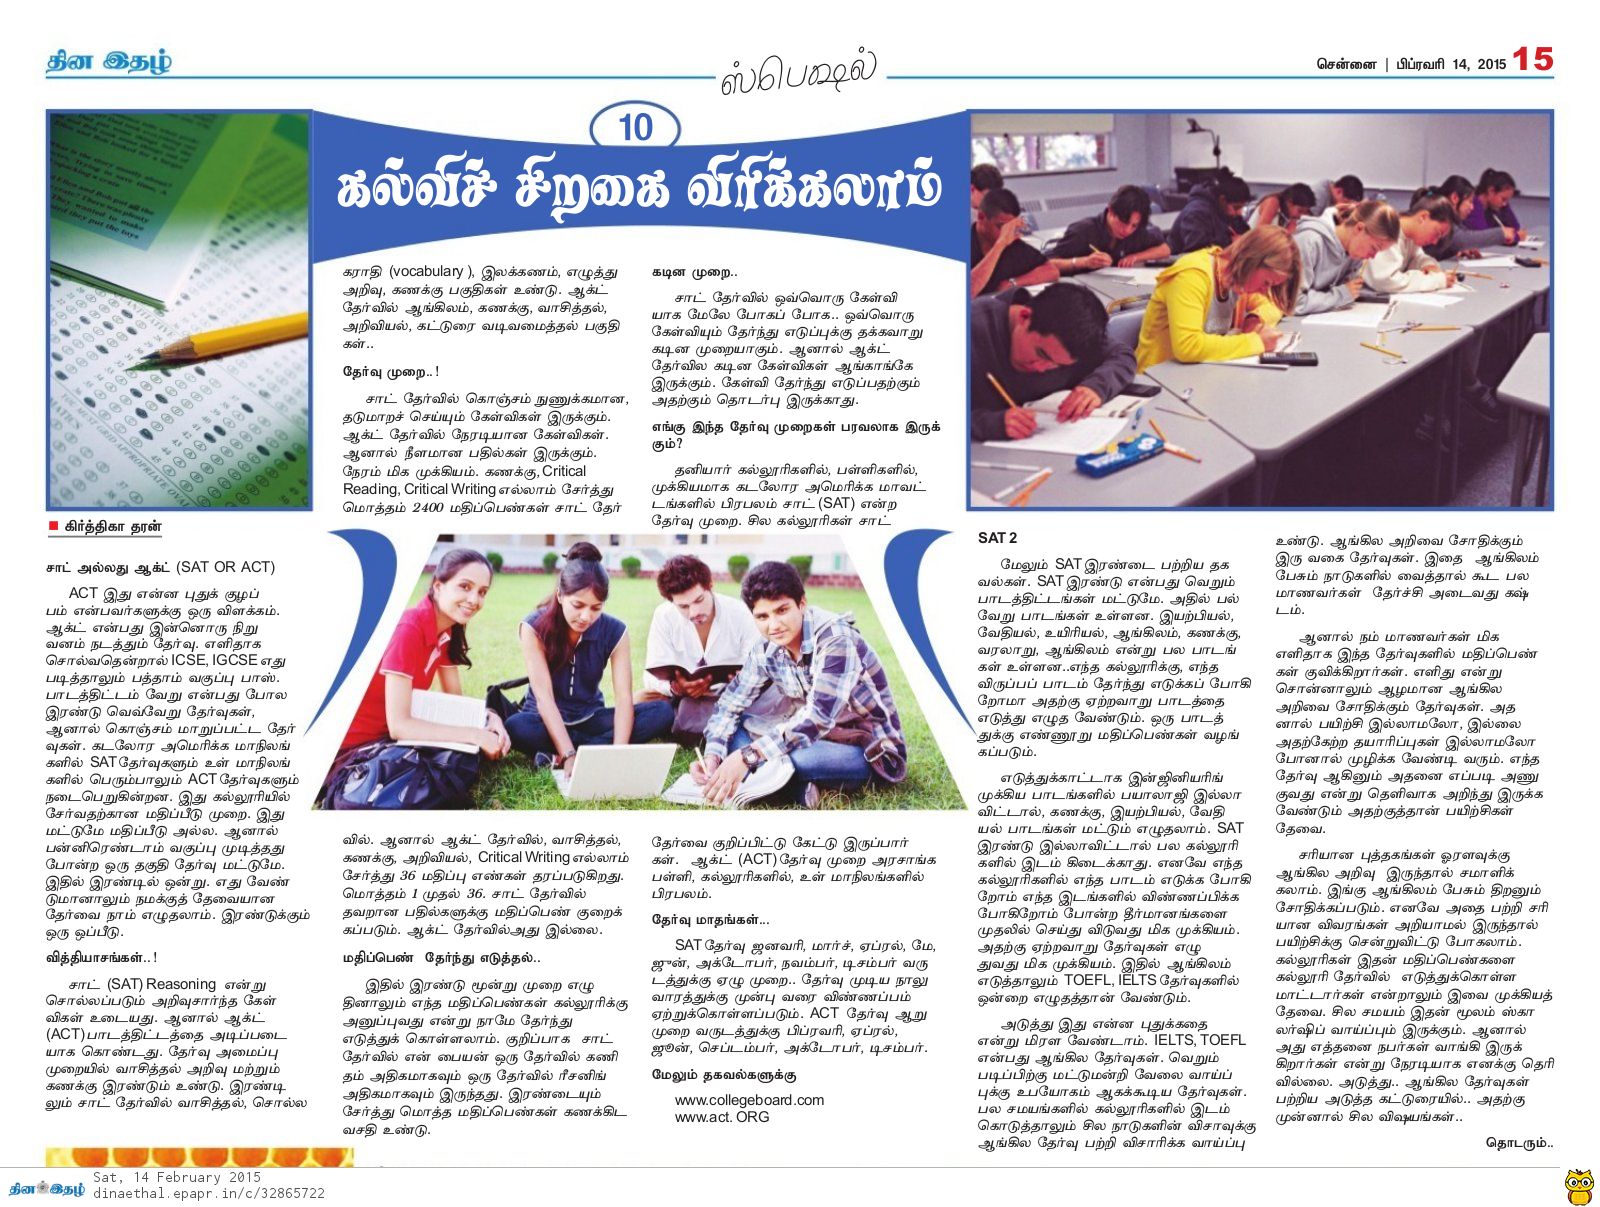 தின இதழ்
ஸ்பெஷல்
சென்னை | பிப்ரவரி 14, 2015 15
10
கல்விச் சிறகை விரிக்கலாம்
■ கிர்த்திகா தரன்
சாட் அல்லது ஆக்ட் (SAT OR ACT)
ACT இது என்ன புதுக் குழப்
பம் என்பவர்களுக்கு ஒரு விளக்கம்.
ஆக்ட் என்பது இன்னொரு நிறு
வனம் நடத்தும் தேர்வு. எளிதாக
சொல்வதென்றால் ICSE, IGCSE எது
படித்தாலும் பத்தாம் வகுப்பு பாஸ்.
பாடத்திட்டம் வேறு என்பது போல
இரண்டு வெவ்வேறு தேர்வுகள்,
ஆனால் கொஞ்சம் மாறுப்பட்ட தேர்
வுகள். கடலோர அமெரிக்க மாநிலங்
களில் SAT தேர்வுகளும் உள் மாநிலங்
களில் பெரும்பாலும் ACT தேர்வுகளும்
நடைபெறுகின்றன. இது கல்லூரியில்
சேர்வதற்கான மதிப்பீடு முறை. இது
மட்டுமே மதிப்பீடு அல்ல. ஆனால்
பன்னிரெண்டாம் வகுப்பு முடித்தது
போன்ற ஒரு தகுதி தேர்வு மட்டுமே.
இதில் இரண்டில் ஒன்று. எது வேண்
டுமானாலும் நமக்குத் தேவையான
தேர்வை நாம் எழுதலாம். இரண்டுக்கும்
ஒரு ஒப்பீடு.
வித்தியாசங்கள்..!
சாட் (SAT) Reasoning என்று
சொல்லப்படும் அறிவுசார்ந்த கேள்
விகள் உடையது. ஆனால் ஆக்ட்
(ACT) பாடத்திட்டத்தை அடிப்படை
யாக கொண்டது. தேர்வு அமைப்பு
முறையில் வாசித்தல் அறிவு மற்றும்
கணக்கு இரண்டும் உண்டு. இரண்டி
லும் சாட் தேர்வில் வாசித்தல், சொல்ல
கராதி (vocabulary ), இலக்கணம், எழுத்து
அறிவு, கணக்கு பகுதிகள் உண்டு. ஆக்ட்
தேர்வில் ஆங்கிலம், கணக்கு, வாசித்தல்,
அறிவியல், கட்டுரை வடிவமைத்தல் பகுதி
கள்..
தேர்வு முறை..!
சாட் தேர்வில் கொஞ்சம் நுணுக்கமான,
தடுமாறச் செய்யும் கேள்விகள் இருக்கும்.
ஆக்ட் தேர்வில் நேரடியான கேள்விகள்.
ஆனால் நீளமான பதில்கள் இருக்கும்.
நேரம் மிக முக்கியம். கணக்கு, Critical
Reading, Critical Writing எல்லாம் சேர்த்து
மொத்தம் 2400 மதிப்பெண்கள் சாட் தேர்
வில். ஆனால் ஆக்ட் தேர்வில், வாசித்தல்,
கணக்கு, அறிவியல், Critical Writing எல்லாம்
சேர்த்து 36 மதிப்பு எண்கள் தரப்படுகிறது.
மொத்தம் 1 முதல் 36. சாட் தேர்வில்
தவறான பதில்களுக்கு மதிப்பெண் குறைக்
கப்படும். ஆக்ட் தேர்வில்அது இல்லை.
மதிப்பெண் தேர்ந்து எடுத்தல்..
இதில் இரண்டு மூன்று முறை எழு
தினாலும் எந்த மதிப்பெண்கள் கல்லூரிக்கு
அனுப்புவது என்று நாமே தேர்ந்து
எடுத்துக் கொள்ளலாம். குறிப்பாக சாட்
தேர்வில் என் பையன் ஒரு தேர்வில் கணி
தம் அதிகமாகவும் ஒரு தேர்வில் ரீசனிங்
அதிகமாகவும் இருந்தது. இரண்டையும்
சேர்த்து மொத்த மதிப்பெண்கள் கணக்கிட
வசதி உண்டு.
கடின முறை..
சாட் தேர்வில் ஒவ்வொரு கேள்வி
யாக மேலே போகப் போக.. ஒவ்வொரு
கேள்வியும் தேர்ந்து எடுப்புக்கு தக்கவாறு
கடின முறையாகும். ஆனால் ஆக்ட்
தேர்வில கடின கேள்விகள் ஆங்காங்கே
இருக்கும். கேள்வி தேர்ந்து எடுப்பதற்கும்
அதற்கும் தொடர்பு இருக்காது.
எங்கு இந்த தேர்வு முறைகள் பரவலாக இருக்
கும்?
தனியார் கல்லூரிகளில், பள்ளிகளில்,
முக்கியமாக கடலோர அமெரிக்க மாவட்
டங்களில் பிரபலம் சாட் (SAT) என்ற
தேர்வு முறை. சில கல்லூரிகள் சாட்
தேர்வை குறிப்பிட்டு கேட்டு இருப்பார்
கள். ஆக்ட் (ACT) தேர்வு முறை அரசாங்க
பள்ளி, கல்லூரிகளில், உள் மாநிலங்களில்
பிரபலம்.
தேர்வு மாதங்கள்...
SAT தேர்வு ஜனவரி, மார்ச், ஏப்ரல், மே,
ஜுன், அக்டோபர், நவம்பர், டிசம்பர் வரு
டத்துக்கு ஏழு முறை.. தேர்வு முடிய நாலு
வாரத்துக்கு முன்பு வரை விண்ணப்பம்
ஏற்றுக்கொள்ளப்படும். ACT தேர்வு ஆறு
முறை வருடத்துக்கு பிப்ரவரி, ஏப்ரல்,
ஜூன், செப்டம்பர், அக்டோபர், டிசம்பர்.
மேலும் தகவல்களுக்கு
www.collegeboard.com
www.act. ORG
SAT 2
மேலும் SAT இரண்டை பற்றிய தக
வல்கள். SAT இரண்டு என்பது வெறும்
பாடத்திட்டங்கள் மட்டுமே. அதில் பல்
வேறு பாடங்கள் உள்ளன. இயற்பியல்,
வேதியல், உயிரியல், ஆங்கிலம், கணக்கு,
வரலாறு, ஆங்கிலம் என்று பல பாடங்
கள் உள்ளன..எந்த கல்லூரிக்கு, எந்த
விருப்பப் பாடம் தேர்ந்து எடுக்கப் போகி
றோமா அதற்கு ஏற்றவாறு பாடத்தை
எடுத்து எழுத வேண்டும். ஒரு பாடத்
துக்கு எண்ணூறு மதிப்பெண்கள் வழங்
கப்படும்.
எடுத்துக்காட்டாக இன்ஜினியரிங்
முக்கிய பாடங்களில் பயாலாஜி இல்லா
விட்டால், கணக்கு, இயற்பியல், வேதி
யல் பாடங்கள் மட்டும் எழுதலாம். SAT
இரண்டு இல்லாவிட்டால் பல கல்லூரி
களில் இடம் கிடைக்காது. எனவே எந்த
கல்லூரிகளில் எந்த பாடம் எடுக்க போகி
றோம் எந்த இடங்களில் விண்ணப்பிக்க
போகிறோம் போன்ற தீர்மானங்களை
முதலில் செய்து விடுவது மிக முக்கியம்.
அதற்கு ஏற்றவாறு தேர்வுகள் எழு
துவது மிக முக்கியம். இதில் ஆங்கிலம்
எடுத்தாலும் TOEFL, IELTS தேர்வுகளில்
ஒன்றை எழுதத்தான் வேண்டும்.
அடுத்து இது என்ன புதுக்கதை
என்று மிரள வேண்டாம். IELTS, TOEFL
என்பது ஆங்கில தேர்வுகள். வெறும்
படிப்பிற்கு மட்டுமன்றி வேலை வாய்ப்
புக்கு உபயோகம் ஆகக்கூடிய தேர்வுகள்.
பல சமயங்களில் கல்லூரிகளில் இடம்
கொடுத்தாலும் சில நாடுகளின் விசாவுக்கு
ஆங்கில தேர்வு பற்றி விசாரிக்க வாய்ப்பு
உண்டு. ஆங்கில அறிவை சோதிக்கும்
இரு வகை தேர்வுகள். இதை ஆங்கிலம்
பேசும் நாடுகளில் வைத்தால் கூட பல
மாணவர்கள் தேர்ச்சி அடைவது கஷ்
டம்.
ஆனால் நம் மாணவர்கள் மிக
எளிதாக இந்த தேர்வுகளில் மதிப்பெண்
கள் குவிக்கிறார்கள். எளிது என்று
சொன்னாலும் ஆழமான ஆங்கில
அறிவை சோதிக்கும் தேர்வுகள். அத
னால் பயிற்சி இல்லாமலோ, இல்லை
அதற்கேற்ற தயாரிப்புகள் இல்லாமலோ
போனால் முழிக்க வேண்டி வரும். எந்த
தேர்வு ஆகினும் அதனை எப்படி அணு
குவது என்று தெளிவாக அறிந்து இருக்க
வேண்டும் அதற்குத்தான் பயிற்சிகள்
தேவை.
சரியான புத்தகங்கள் ஓரளவுக்கு
ஆங்கில அறிவு இருந்தால் சமாளிக்
கலாம். இங்கு ஆங்கிலம் பேசும் திறனும்
சோதிக்கப்படும். எனவே அதை பற்றி சரி
யான விவரங்கள் அறியாமல் இருந்தால்
பயிற்சிக்கு சென்றுவிட்டு போகலாம்.
கல்லூரிகள் இதன் மதிப்பெண்களை
கல்லூரி தேர்வில் எடுத்துக்கொள்ள
மாட்டார்கள் என்றாலும் இவை முக்கியத்
தேவை. சில சமயம் இதன் மூலம் ஸ்கா
லர்ஷிப் வாய்ப்பும் இருக்கும். ஆனால்
அது எத்தனை நபர்கள் வாங்கி இருக்
கிறார்கள் என்று நேரடியாக எனக்கு தெரி
வில்லை. அடுத்து.. ஆங்கில தேர்வுகள்
பற்றிய அடுத்த கட்டுரையில்.. அதற்கு
முன்னால் சில விஷயங்கள்..
தொடரும்..
தின இதழ்
Sat, 14 February 2015
dinaethal.epapr.in/c/32865722